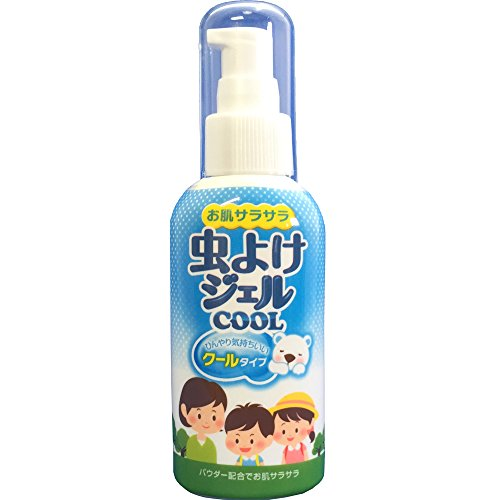 お肌サラサラ
虫よけ
ジェル
COOL
ひんやり気持ちいい
クールタイプ
パウダー配合でお肌サラサラ